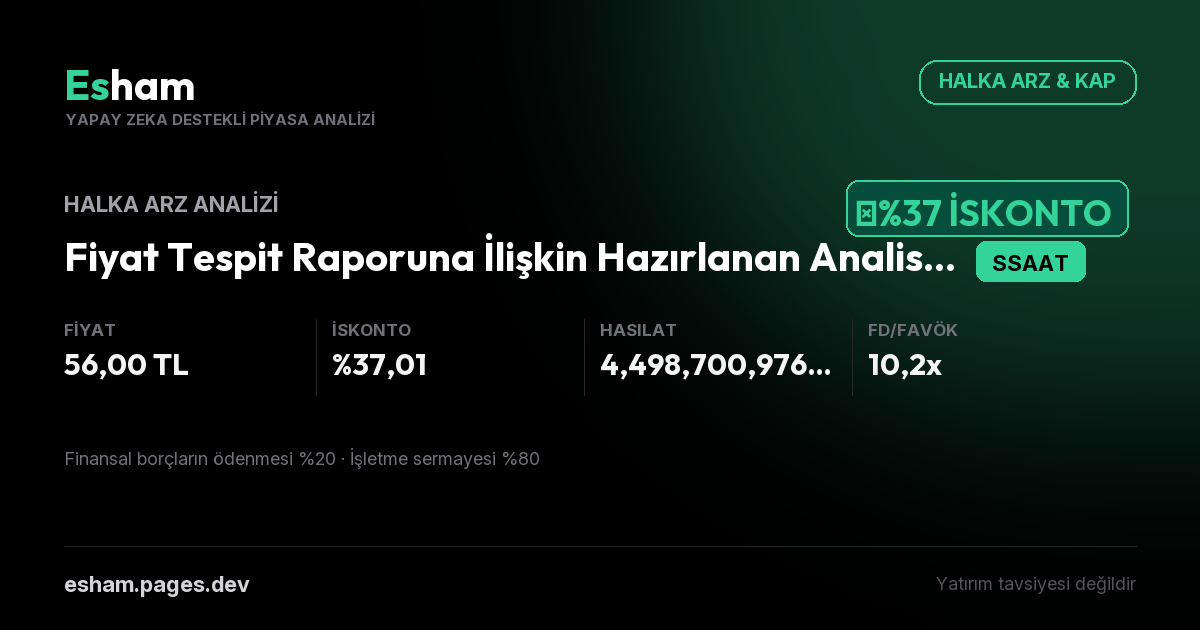 Esham
HALKA ARZ & KAP
YAPAY ZEKA DESTEKLİ PİYASA ANALİZİ
HALKA ARZ ANALİZİ
%37 İSKONTO
Fiyat Tespit Raporuna İlişkin Hazırlanan Analis...
SSAAT
FİYAT
56,00 TL
İSKONTO
%37,01
HASILAT
4,498,700,976...
FD/FAVÖK
10,2x
Finansal borçların ödenmesi %20 · İşletme sermayesi %80
esham.pages.dev
Yatırım tavsiyesi değildir